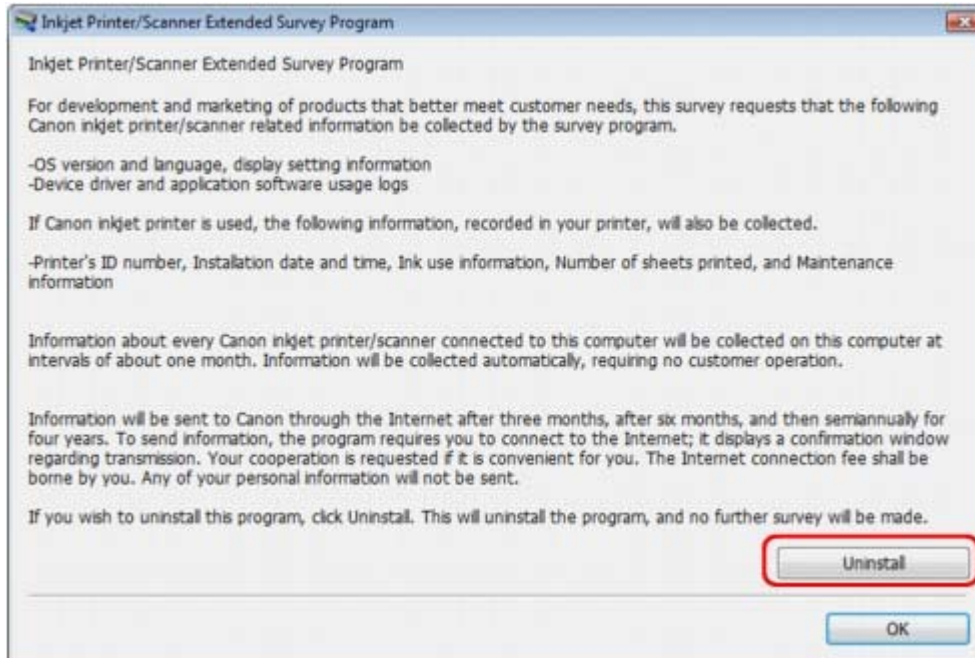 Inkjet Printer/Scanner Extended Survey Program
Inkjet Printer/Scanner Extended Survey Program
For development and marketing of products that better meet customer needs, this survey requests that the following
Canon inkjet printer/scanner related information be collected by the survey program.
-OS version and language, display setting information
-Device driver and application software usage logs
If Canon inkjet printer is used, the following information, recorded in your printer, will also be collected.
-Printer's ID number, Installation date and time, Ink use information, Number of sheets printed, and Maintenance
information
Information about every Canon inkjet printer/scanner connected to this computer will be collected on this computer at
intervals of about one month. Information will be collected automatically, requiring no customer operation.
Information will be sent to Canon through the Internet after three months, after six months, and then semiannually for
four years. To send information, the program requires you to connect to the Internet; it displays a confirmation window
regarding transmission. Your cooperation is requested if it is convenient for you. The Internet connection fee shall be
borne by you. Any of your personal information will not be sent.
If you wish to uninstall this program, click Uninstall. This will uninstall the program, and no further survey will be made.
Uninstall
OK